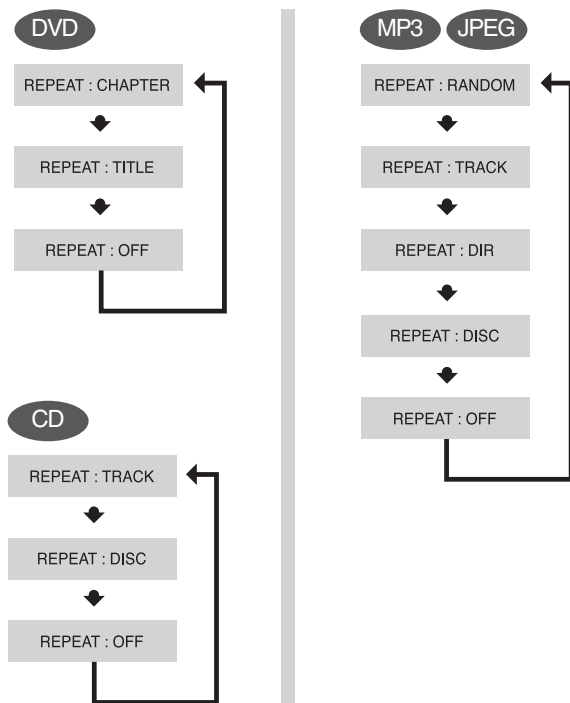 DVD
REPEAT : CHAPTER
REPEAT : TITLE
REPEAT : OFF
CD
REPEAT : TRACK
REPEAT : DISC
REPEAT : OFF
MP3 JPEG
REPEAT : RANDOM
REPEAT : TRACK
REPEAT : DIR
REPEAT : DISC
REPEAT : OFF